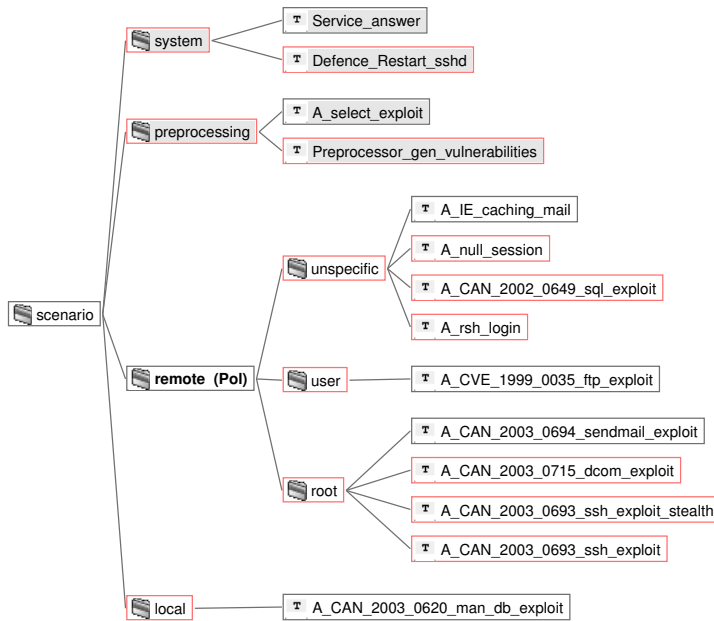 Service_answer
system
Defence_Restart_sshd
A_select_exploit
preprocessing
Preprocessor_gen_vulnerabilities
A_IE_caching_mail
A_null_session
unspecific
A_CAN_2002_0649_sql_exploit
A_rsh_login
scenario
remote (Pol)
user
A_CVE_1999_0035_ftp_exploit
A_CAN_2003_0694_sendmail_exploit
A_CAN_2003_0715_dcom_exploit
root
A_CAN_2003_0693_ssh_exploit_stealth
A_CAN_2003_0693_ssh_exploit
local
A_CAN_2003_0620_man_db_exploit